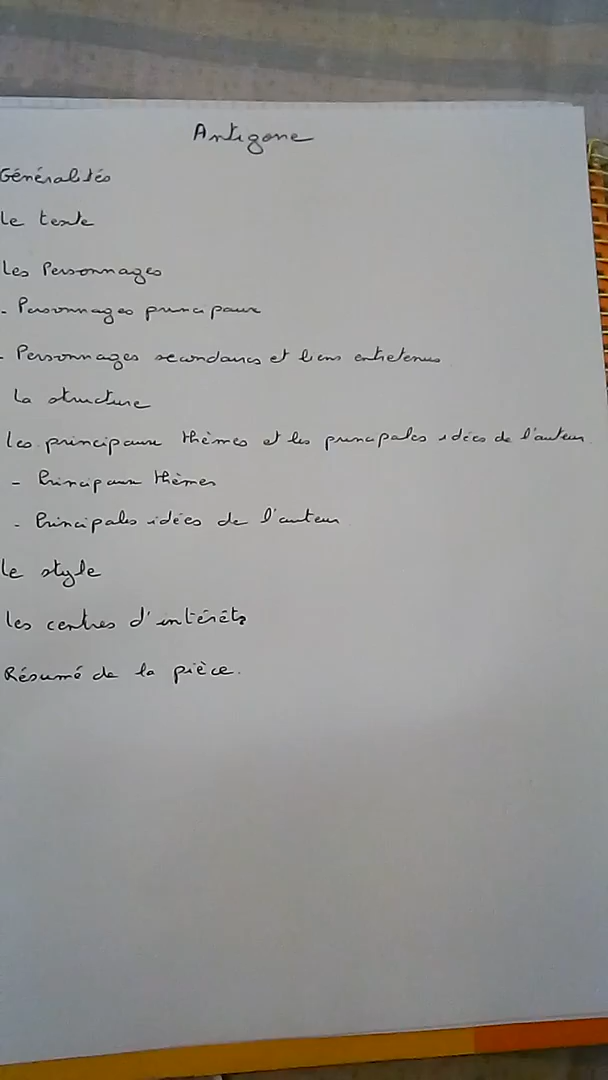 Antigone
Généralités
Le texte
Les Personnages
- Personnages principaux
- Personnages secondaires et liens entretenus
La structure
Les principaux thèmes et les principales idées de l'auteur.
- Principaux thèmes
- Principales idées de l'auteur
Le style
Les centres d'intérêts
Résumé de la pièce.